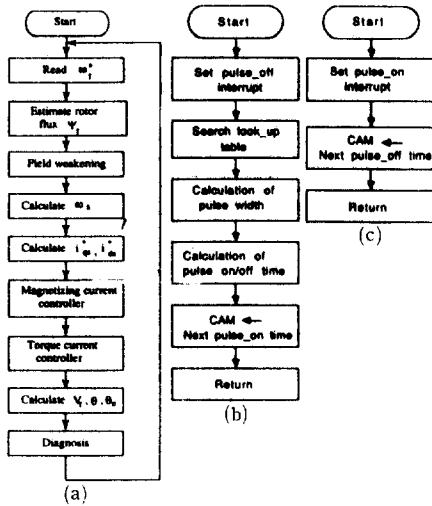 Start
Read ω*r
Estimate rotor
flux Ψr
Field weakening
Calculate ωs
Calculate i*qs , i*ds
Magnetizing current
controller
Torque current
controller
Calculate
Diagnosis
(a)
Start
Set pulse_off
interrupt
Search look_up
table
Calculation of
pulse width
Calculation of
pulse on/off time
CAM ←
Next pulse_on time
Return
(b)
Start
Set pulse_on
interrupt
CAM ←
Next pulse_off time
Return
(c)